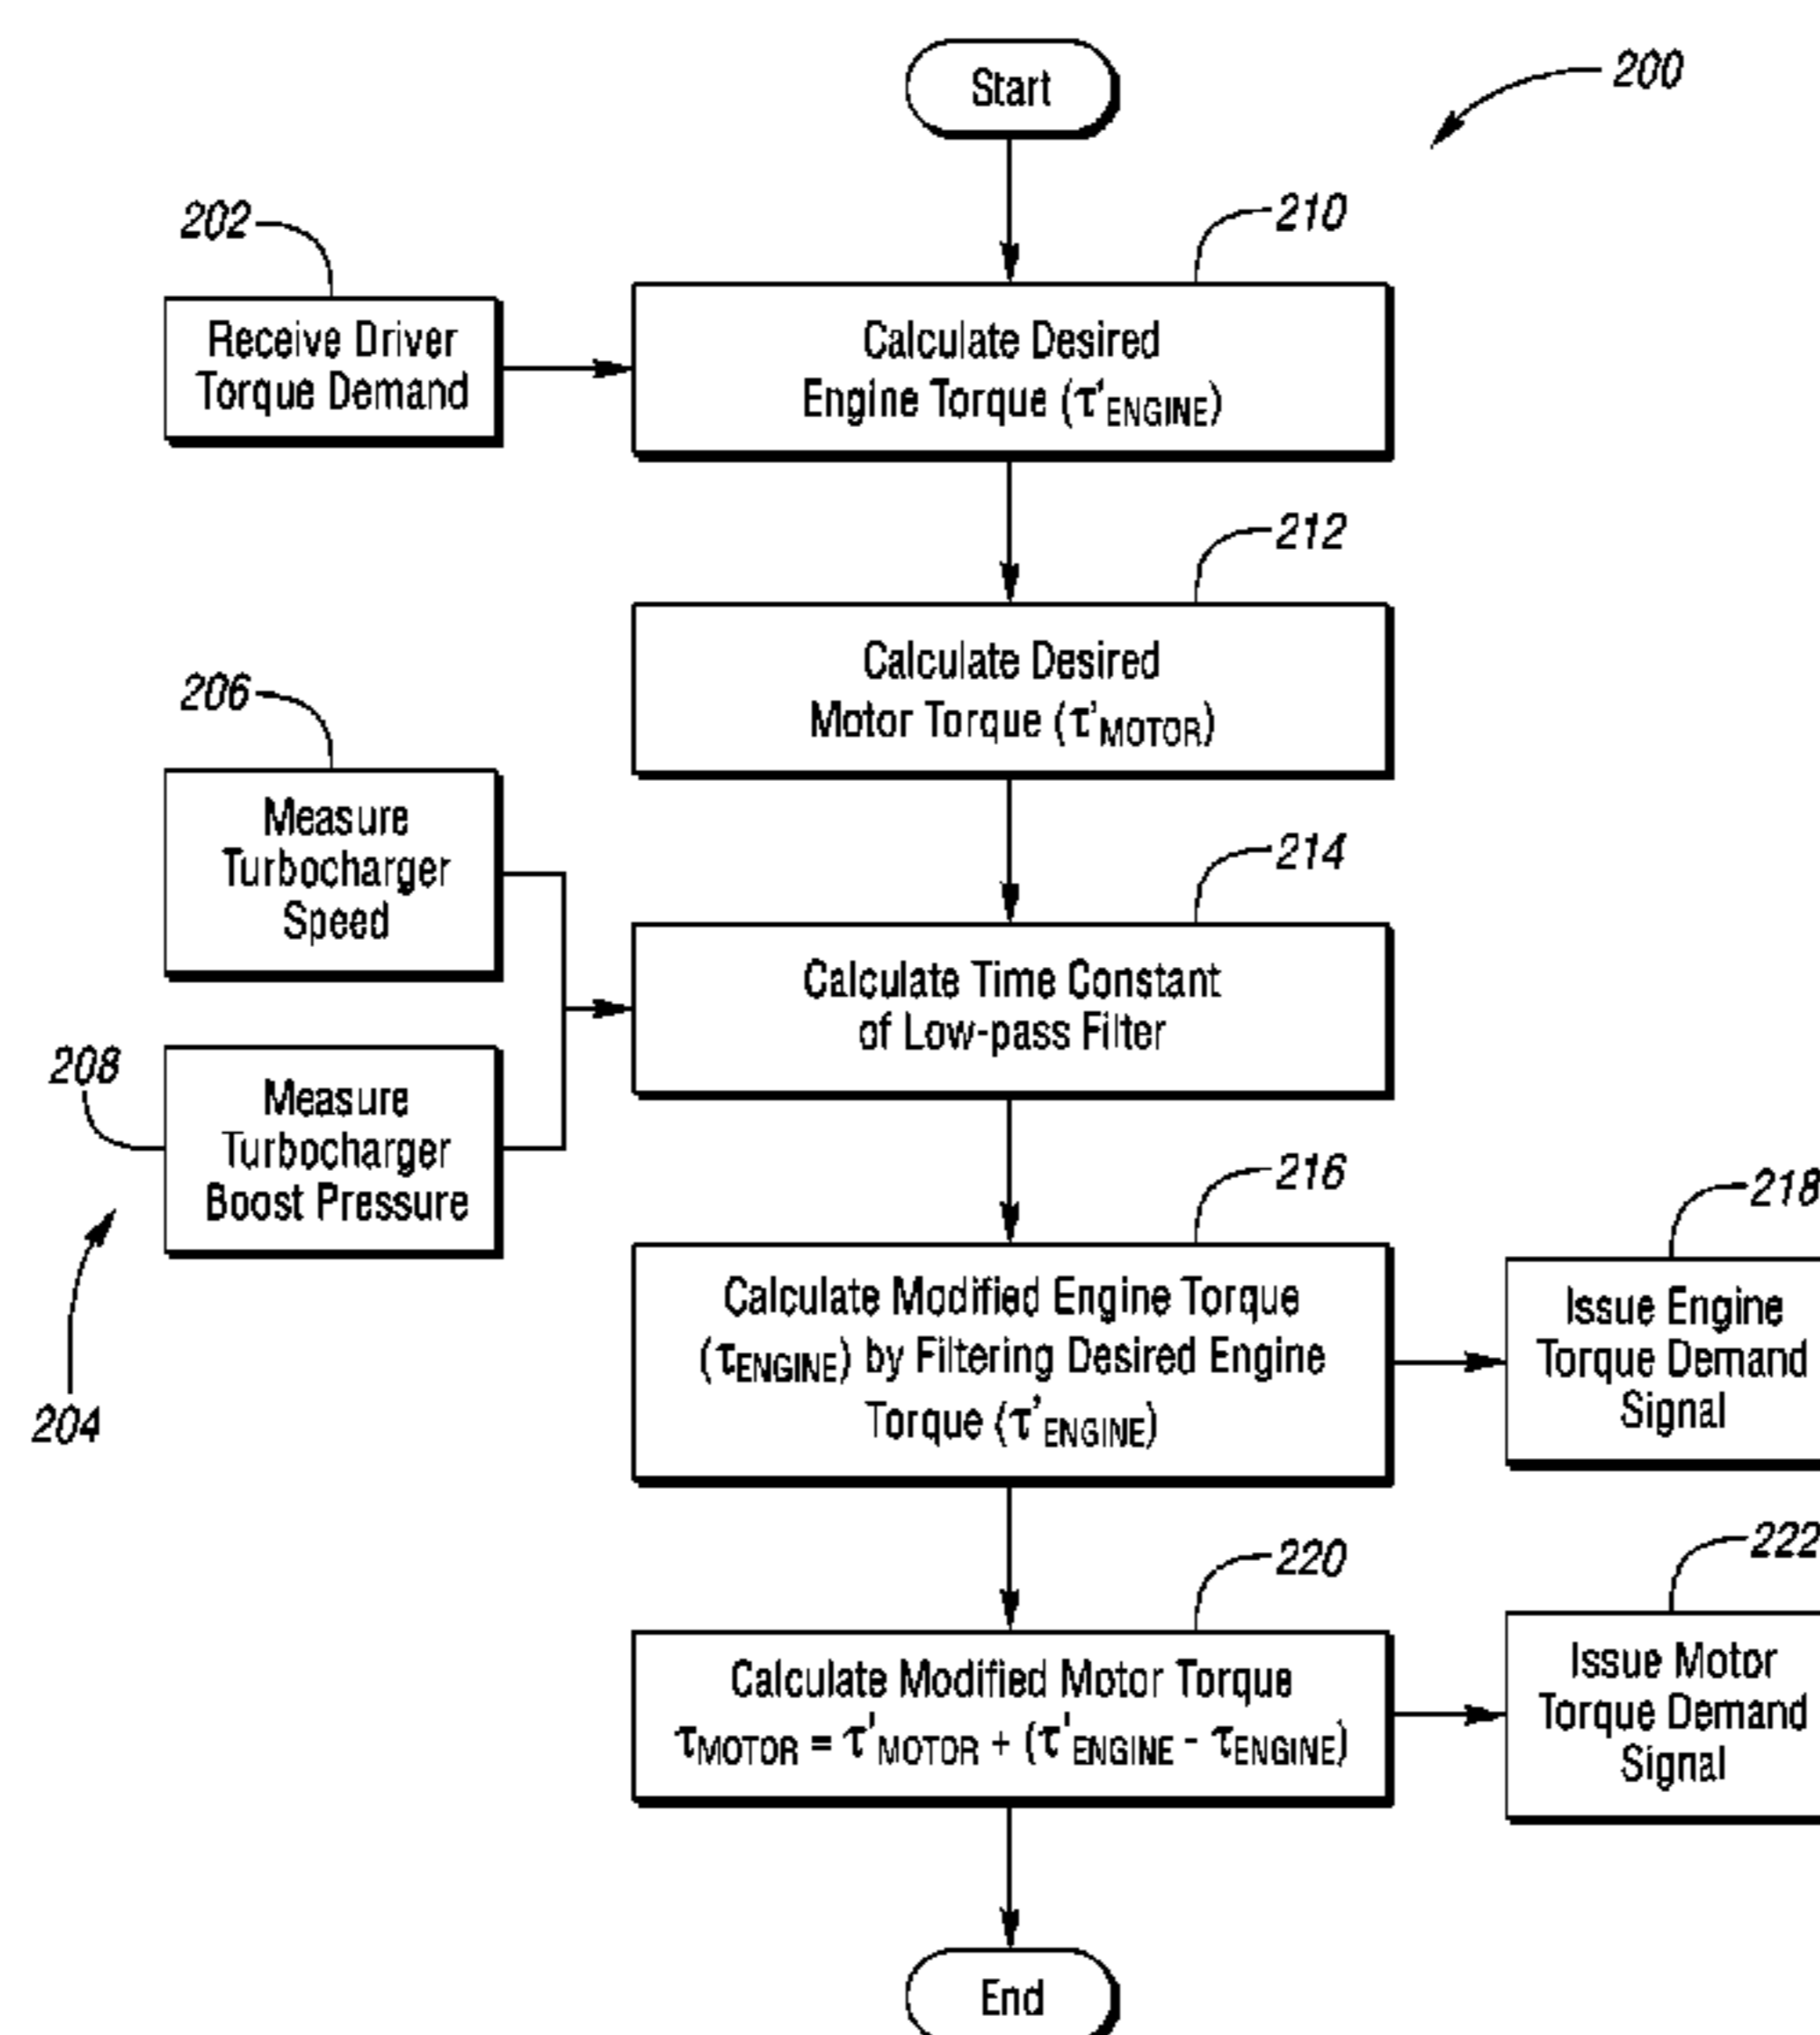 Start
200
202
210
Receive Driver
Torque Demand
Calculate Desired
Engine Torque (τ'ENGINE)
212
Calculate Desired
Motor Torque (τ'MOTOR)
206
Measure
Turbocharger
Speed
214
Calculate Time Constant
of Low-pass Filter
208
Measure
Turbocharger
Boost Pressure
204
216
Calculate Modified Engine Torque
(τENGINE) by Filtering Desired Engine
Torque (τ'ENGINE)
218
Issue Engine
Torque Demand
Signal
220
Calculate Modified Motor Torque
τMOTOR = τ'MOTOR + (τ'ENGINE - τENGINE)
222
Issue Motor
Torque Demand
Signal
End